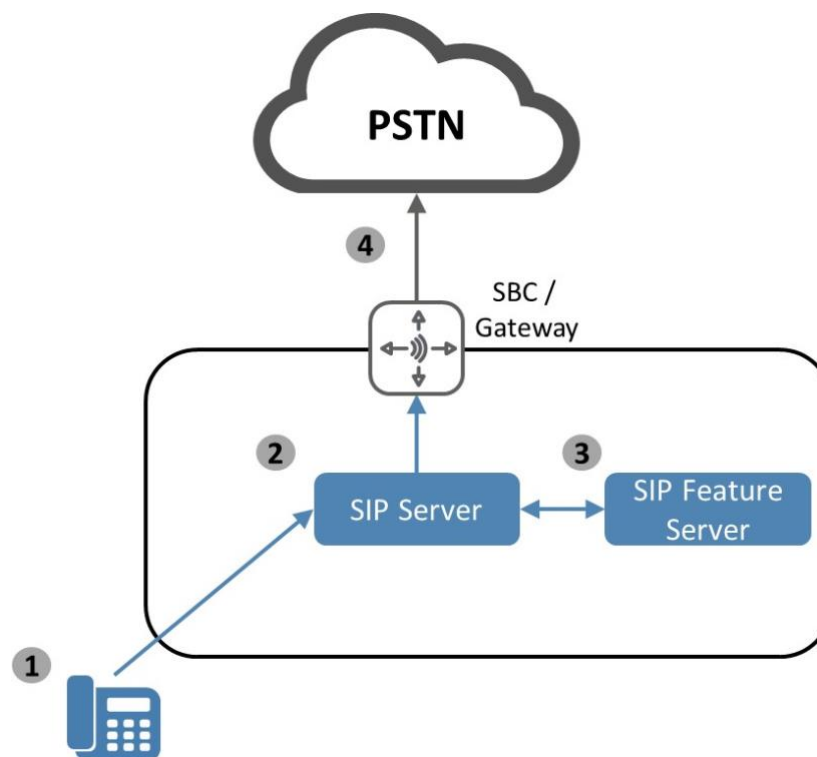 PSTN
4
SBC /
Gateway
2
3
SIP Server
SIP Feature
Server
1